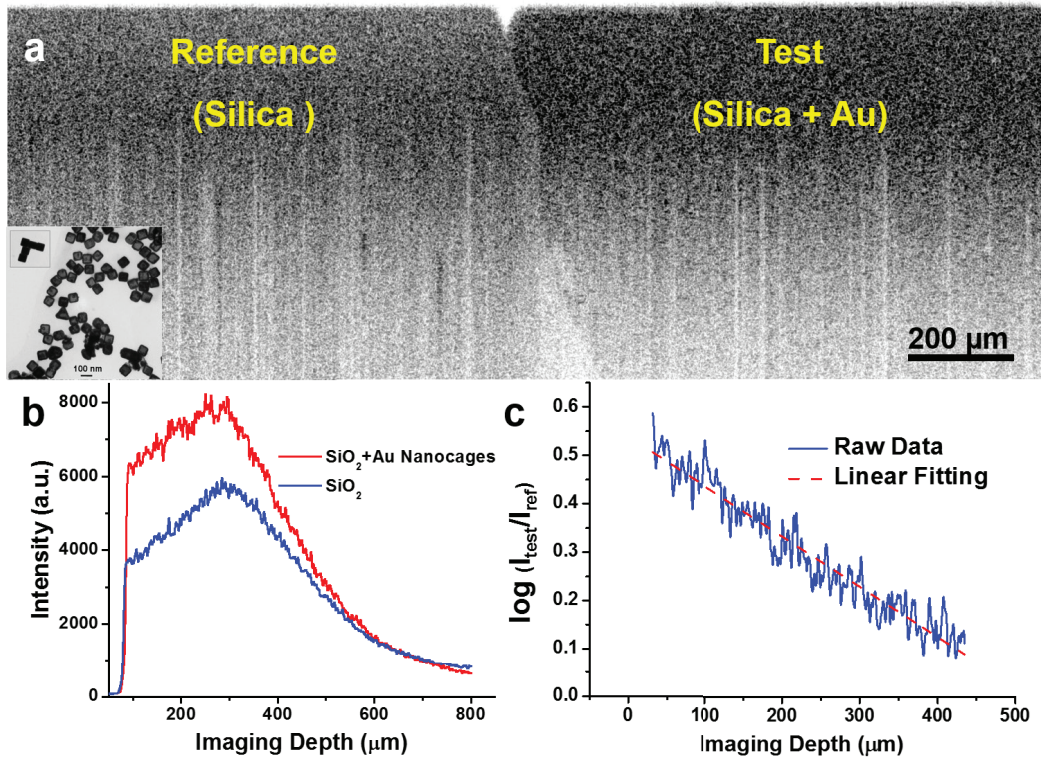 a
Reference
(Silica )
Test
(Silica + Au)
100 nm
200 µm
b
8000
6000
4000
2000
0
Intensity (a.u.)
SiO2+Au Nanocages
SiO2
200
400
600
800
Imaging Depth (µm)
c
0.6
0.5
0.4
0.3
0.2
0.1
0.0
log (Itest/Iref)
Raw Data
Linear Fitting
0
100
200
300
400
500
Imaging Depth (µm)